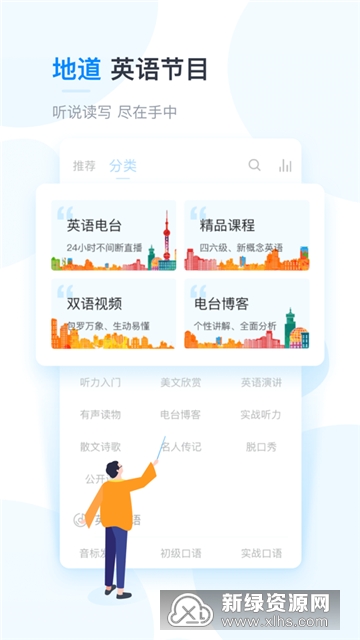 地道 英语节目
听说读写 尽在手中
推荐 分类
英语电台 精品课程
24小时不间断直播 四六级、新概念英语
双语视频 电台博客
包罗万象、生动易懂 个性讲解、全面分析
听力入门 美文欣赏 英语演讲
有声读物 电台博客 实战听力
散文诗歌 名人传记 脱口秀
公开
语
音标发 初级口语 实战口语
新绿资源网
www.xlhs.com